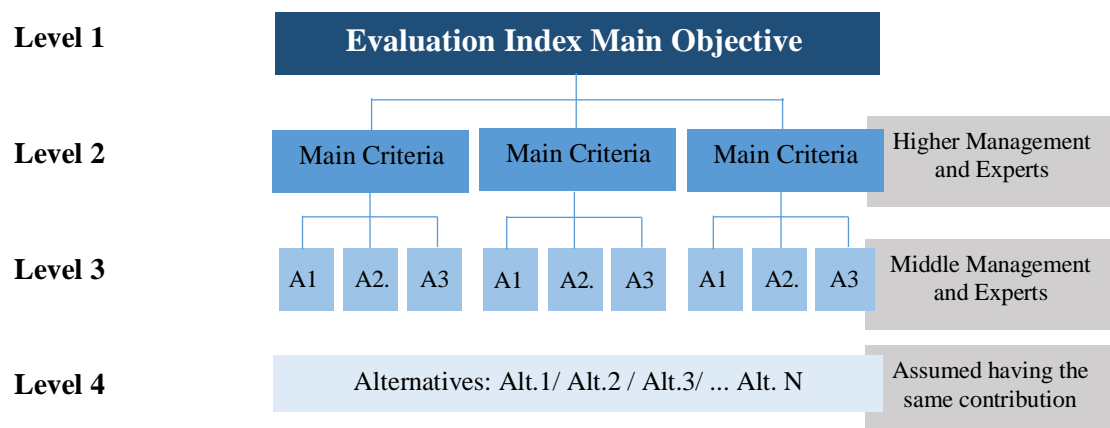 Level 1
Evaluation Index Main Objective
Level 2
Main Criteria
Main Criteria
Main Criteria
Higher Management
and Experts
Level 3
A1
A2.
A3
A1
A2.
A3
A1
A2.
A3
Middle Management
and Experts
Level 4
Alternatives: Alt.1/ Alt.2 / Alt.3/ ... Alt. N
Assumed having the
same contribution